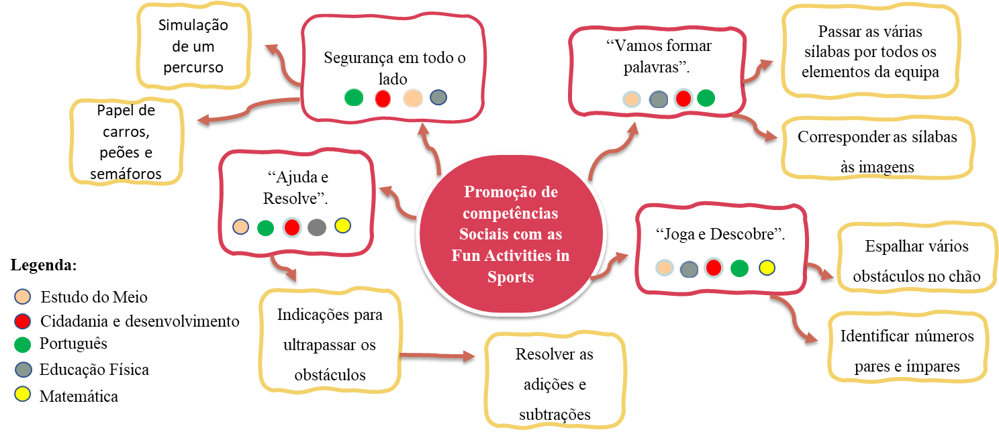 Simulação
de um
percurso
Papel de
carros,
peões e
semáforos
Segurança em todo o
lado
“Vamos formar
palavras”.
Passar as várias
sílabas por todos os
elementos da equipa
Corresponder as sílabas
às imagens
“Ajuda e
Resolve”.
Promoção de
competências
Sociais com as
Fun Activities in
Sports
“Joga e Descobre”.
Espalhar vários
obstáculos no chão
Identificar números
pares e ímpares
Indicações para
ultrapassar os
obstáculos
Resolver as
adições e
subtrações
Legenda:
Estudo do Meio
Cidadania e desenvolvimento
Português
Educação Física
Matemática